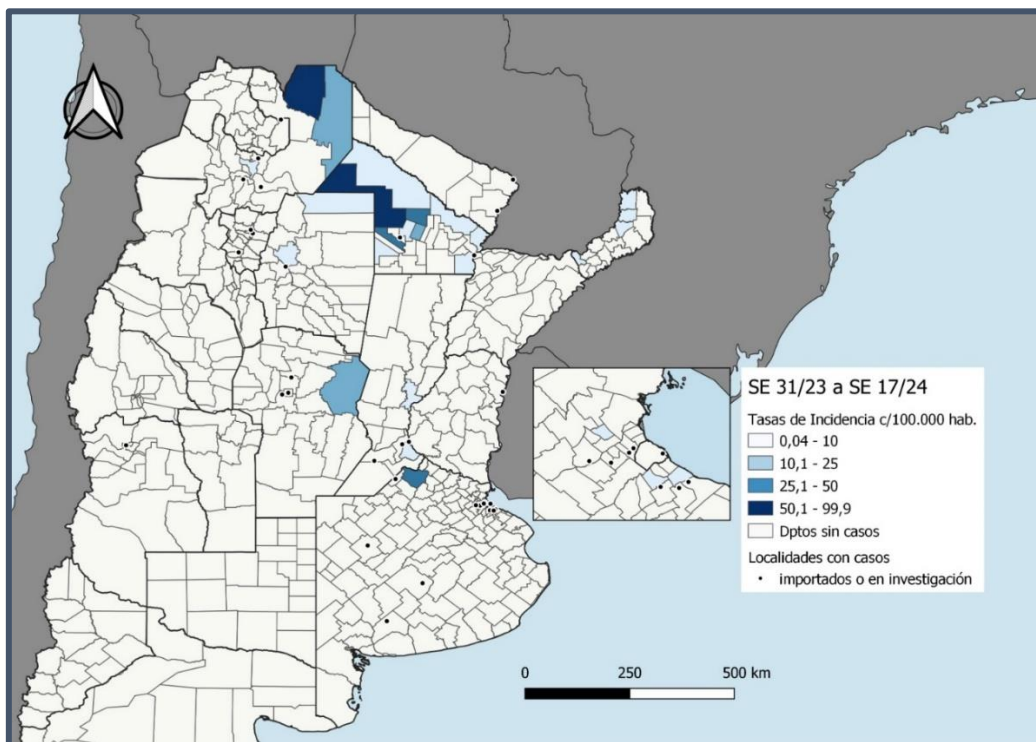 SE 31/23 a SE 17/24
Tasas de Incidencia c/100.000 hab.
0,04 - 10
10,1 - 25
25,1 - 50
50,1 - 99,9
Dptos sin casos
Localidades con casos
importados o en investigación
0 250 500 km